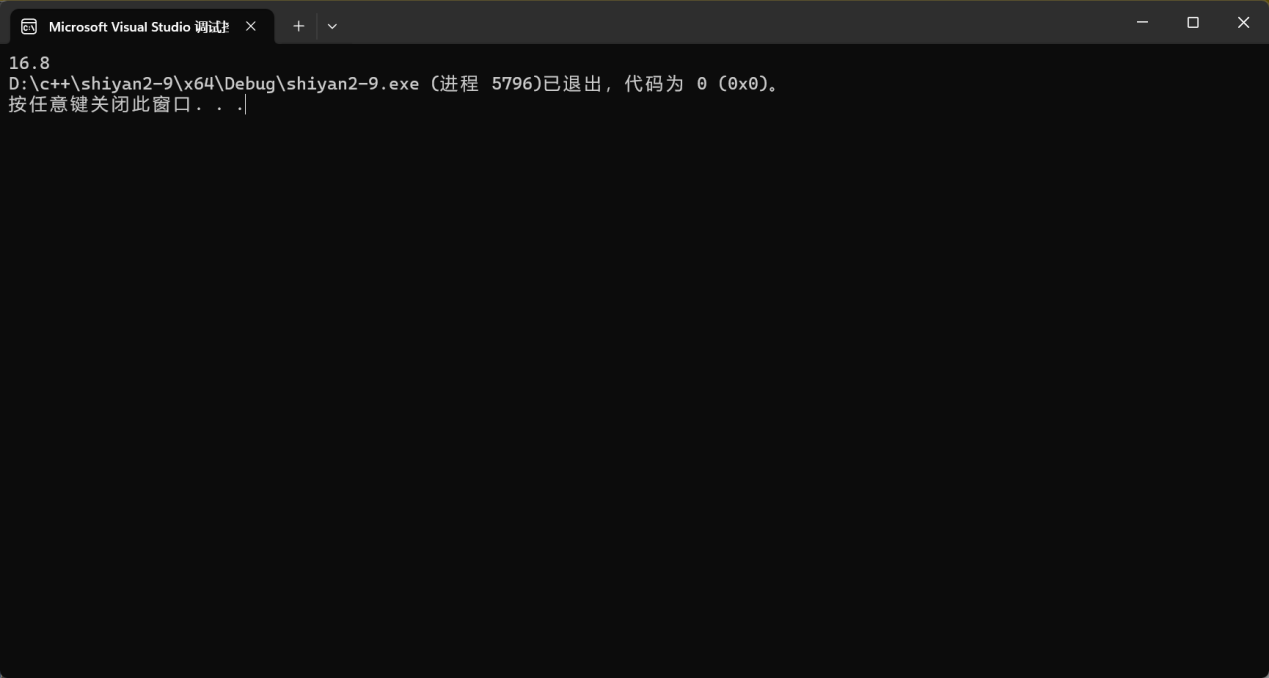 Microsoft Visual Studio 调试
16.8
D:\c++\shiyan2-9\x64\Debug\shiyan2-9.exe (进程 5796)已退出，代码为 0 (0x0)。
按任意键关闭此窗口. . .